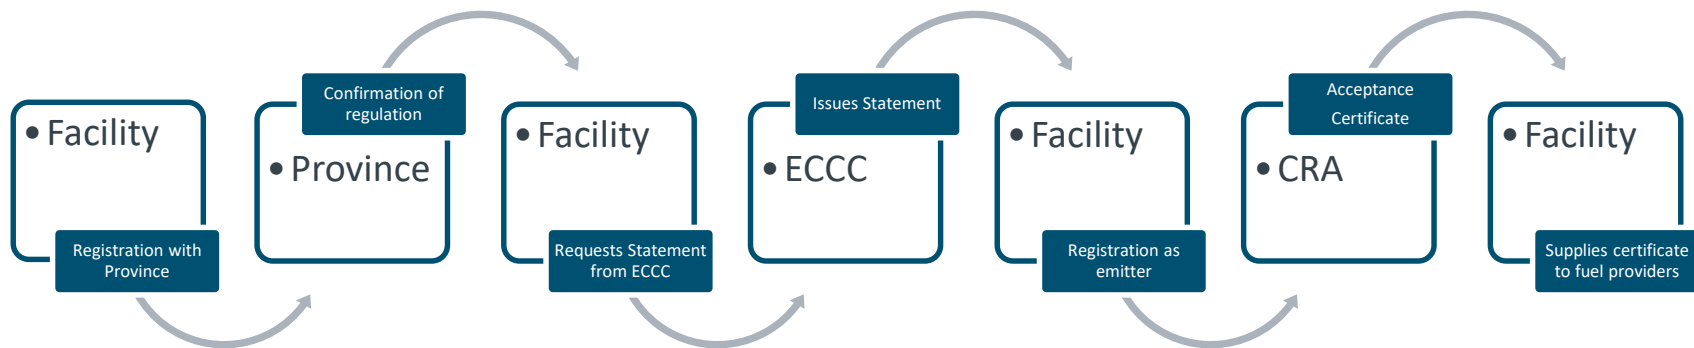 • Facility
Registration with
Province
Confirmation of
regulation
• Province
• Facility
Requests Statement
from ECCC
Issues Statement
• ECCC
• Facility
Registration as
emitter
Acceptance
Certificate
• CRA
• Facility
Supplies certificate
to fuel providers